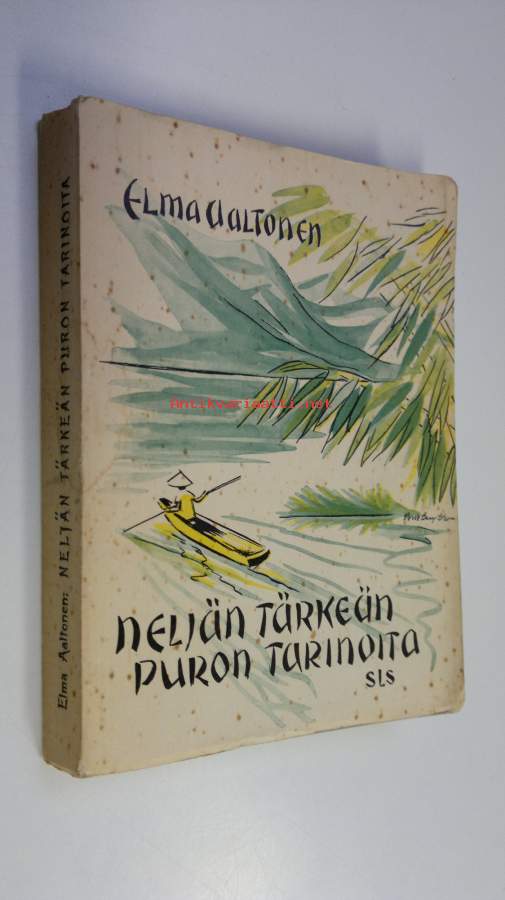 Elma Aaltonen: NELJÄN TÄRKEÄN PURON TARINOITA
ELMA AALTONEN
Antikvariaatti.net
NELJÄN TÄRKEÄN
PURON TARINOITA
SLS